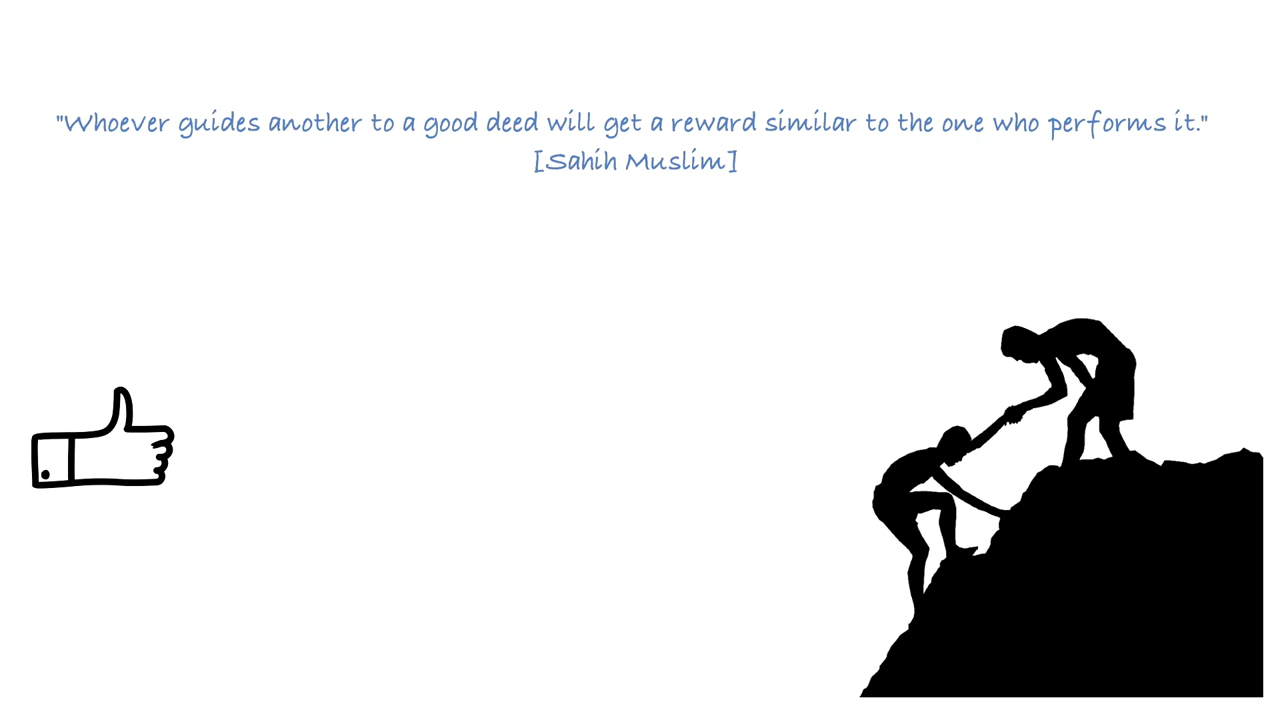 "Whoever guides another to a good deed will get a reward similar to the one who performs it."
[Sahih Muslim]